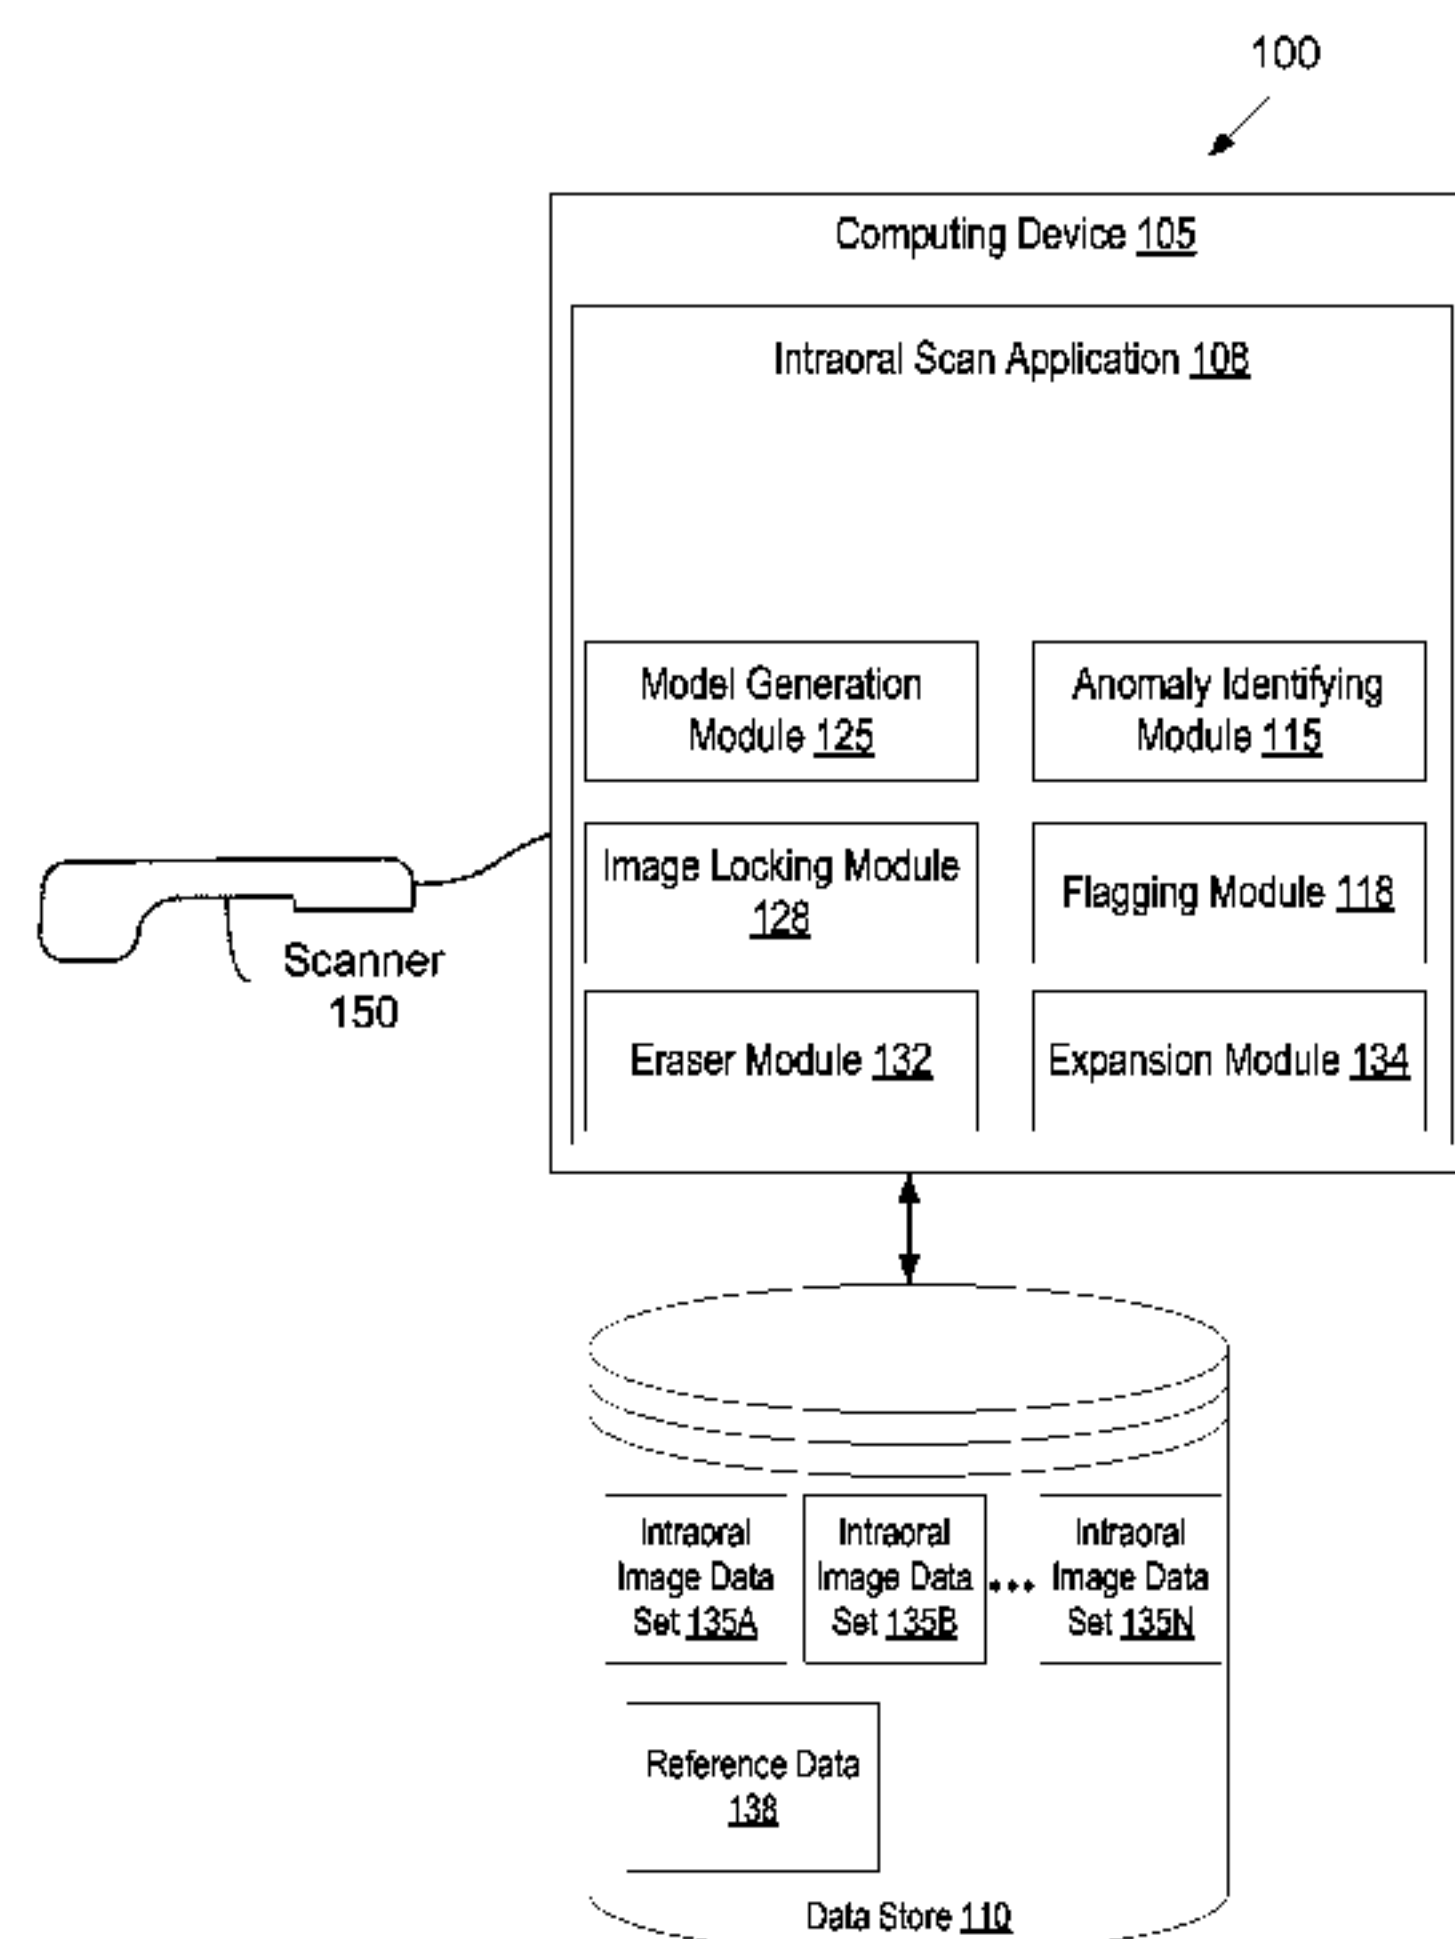 100
Computing Device 105
Intraoral Scan Application 108
Model Generation
Module 125
Anomaly Identifying
Module 115
Image Locking Module
128
Flagging Module 118
Scanner
150
Eraser Module 132
Expansion Module 134
Intraoral
Image Data
Set 135A
Intraoral
Image Data
Set 135B
•••
Intraoral
Image Data
Set 135N
Reference Data
138
Data Store 110